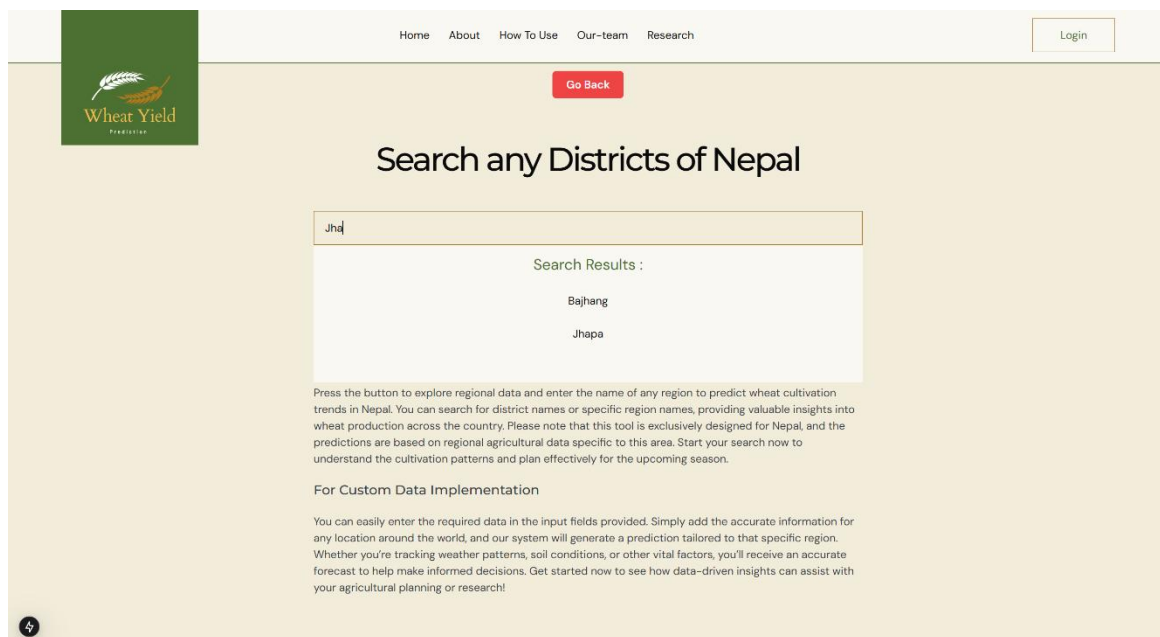 Home About How To Use Our-team Research
Login
Go Back
Wheat Yield
Prediction
Search any Districts of Nepal
Jha
Search Results :
Bajhang
Jhapa
Press the button to explore regional data and enter the name of any region to predict wheat cultivation
trends in Nepal. You can search for district names or specific region names, providing valuable insights into
wheat production across the country. Please note that this tool is exclusively designed for Nepal, and the
predictions are based on regional agricultural data specific to this area. Start your search now to
understand the cultivation patterns and plan effectively for the upcoming season.
For Custom Data Implementation
You can easily enter the required data in the input fields provided. Simply add the accurate information for
any location around the world, and our system will generate a prediction tailored to that specific region.
Whether you're tracking weather patterns, soil conditions, or other vital factors, you'll receive an accurate
forecast to help make informed decisions. Get started now to see how data-driven insights can assist with
your agricultural planning or research!